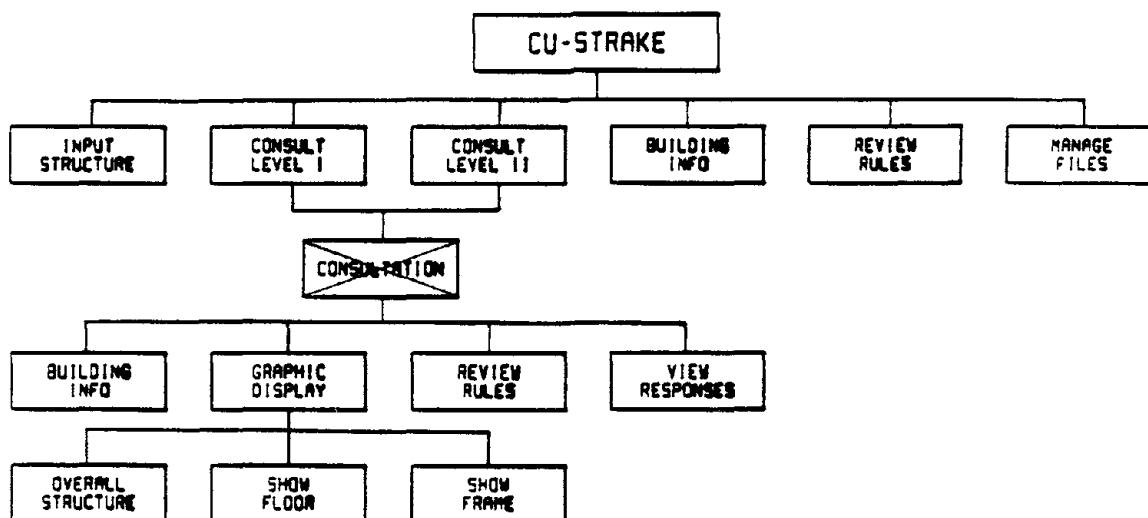 CU-STRAKE
INPUT
STRUCTURE
CONSULT
LEVEL I
CONSULT
LEVEL II
BUILDING
INFO
REVIEW
RULES
MANAGE
FILES
CONSULTATION
BUILDING
INFO
GRAPHIC
DISPLAY
REVIEW
RULES
VIEW
RESPONSES
OVERALL
STRUCTURE
SHOW
FLOOR
SHOW
FRAME